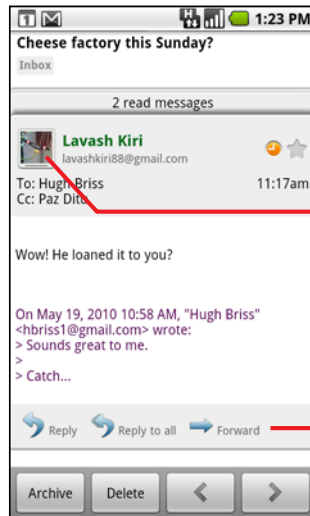 1 1:23 PM
Cheese factory this Sunday?
Inbox
2 read messages
Lavash Kiri
lavashkiri88@gmail.com
To: Hugh Briss 11:17am
Cc: Paz Dito
Wow! He loaned it to you?
On May 19, 2010 10:58 AM, "Hugh Briss"
<hbriss1@gmail.com> wrote:
> Sounds great to me.
>
> Catch...
Reply Reply to all Forward
Archive Delete